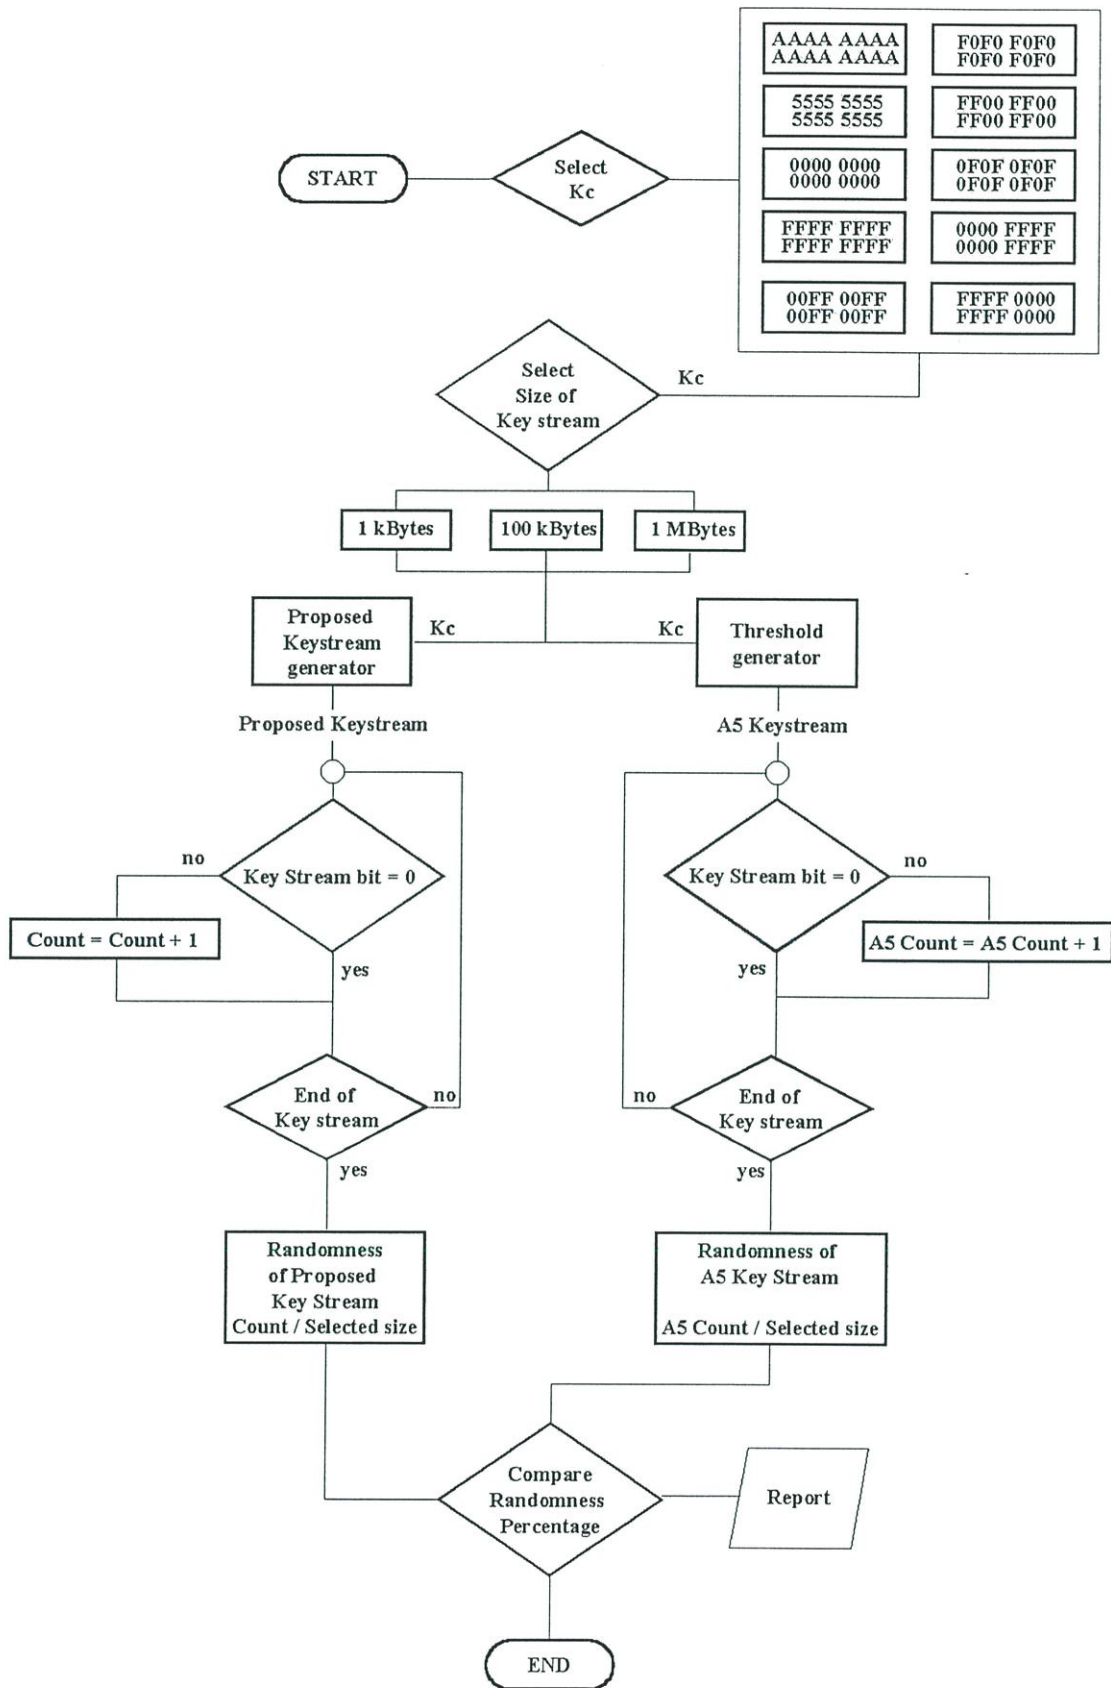 AAAA AAAA
AAAA AAAA
F0F0 F0F0
F0F0 F0F0
5555 5555
5555 5555
FF00 FF00
FF00 FF00
START
Select
Kc
0000 0000
0000 0000
0F0F 0F0F
0F0F 0F0F
FFFF FFFF
FFFF FFFF
0000 FFFF
0000 FFFF
00FF 00FF
00FF 00FF
FFFF 0000
FFFF 0000
Select
Size of
Key stream
Kc
1 kBytes
100 kBytes
1 MBytes
Proposed
Keystream
generator
Kc
Kc
Threshold
generator
Proposed Keystream
A5 Keystream
no
Key Stream bit = 0
Key Stream bit = 0
no
Count = Count + 1
A5 Count = A5 Count + 1
yes
yes
End of
Key stream
no
no
End of
Key stream
yes
yes
Randomness
of Proposed
Key Stream
Count / Selected size
Randomness of
A5 Key Stream
A5 Count / Selected size
Compare
Randomness
Percentage
Report
END